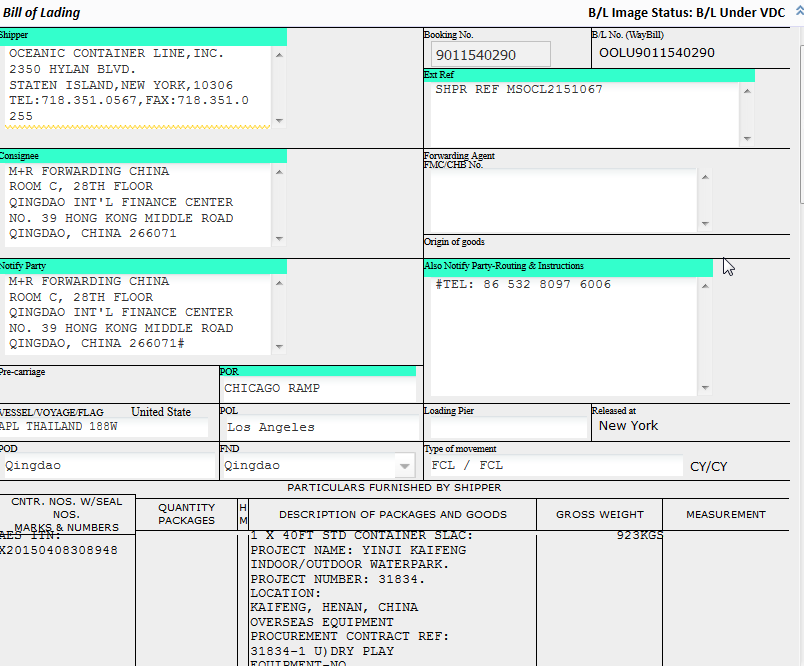 Bill of Lading
B/L Image Status: B/L Under VDC
Shipper
OCEANIC CONTAINER LINE,INC.
2350 HYLAN BLVD.
STATEN ISLAND,NEW YORK,10306
TEL:718.351.0567,FAX:718.351.0
255
Booking No.
9011540290
B/L No. (WayBill)
OOLU9011540290
Ext Ref
SHPR REF MSOCL2151067
Consignee
M+R FORWARDING CHINA
ROOM C, 28TH FLOOR
QINGDAO INT'L FINANCE CENTER
NO. 39 HONG KONG MIDDLE ROAD
QINGDAO, CHINA 266071
Forwarding Agent
FMC/CHB No.
Origin of goods
Notify Party
M+R FORWARDING CHINA
ROOM C, 28TH FLOOR
QINGDAO INT'L FINANCE CENTER
NO. 39 HONG KONG MIDDLE ROAD
QINGDAO, CHINA 266071#
Also Notify Party-Routing & Instructions
#TEL: 86 532 8097 6006
Pre-carriage
POR
CHICAGO RAMP
VESSEL/VOYAGE/FLAG United State
APL THAILAND 188W
POL
Los Angeles
Loading Pier
Released at
New York
POD
Qingdao
FND
Qingdao
Type of movement
FCL / FCL
CY/CY
PARTICULARS FURNISHED BY SHIPPER
CNTR. NOS. W/SEAL
NOS.
MARKS & NUMBERS
QUANTITY
PACKAGES
H
M
DESCRIPTION OF PACKAGES AND GOODS
GROSS WEIGHT
MEASUREMENT
AES ITN:
X20150408308948
1 X 40FT STD CONTAINER SLAC:
PROJECT NAME: YINJI KAIFENG
INDOOR/OUTDOOR WATERPARK.
PROJECT NUMBER: 31834.
LOCATION:
KAIFENG, HENAN, CHINA
OVERSEAS EQUIPMENT
PROCUREMENT CONTRACT REF:
31834-1 U)DRY PLAY
EQUIPMENT-NO
923KGS